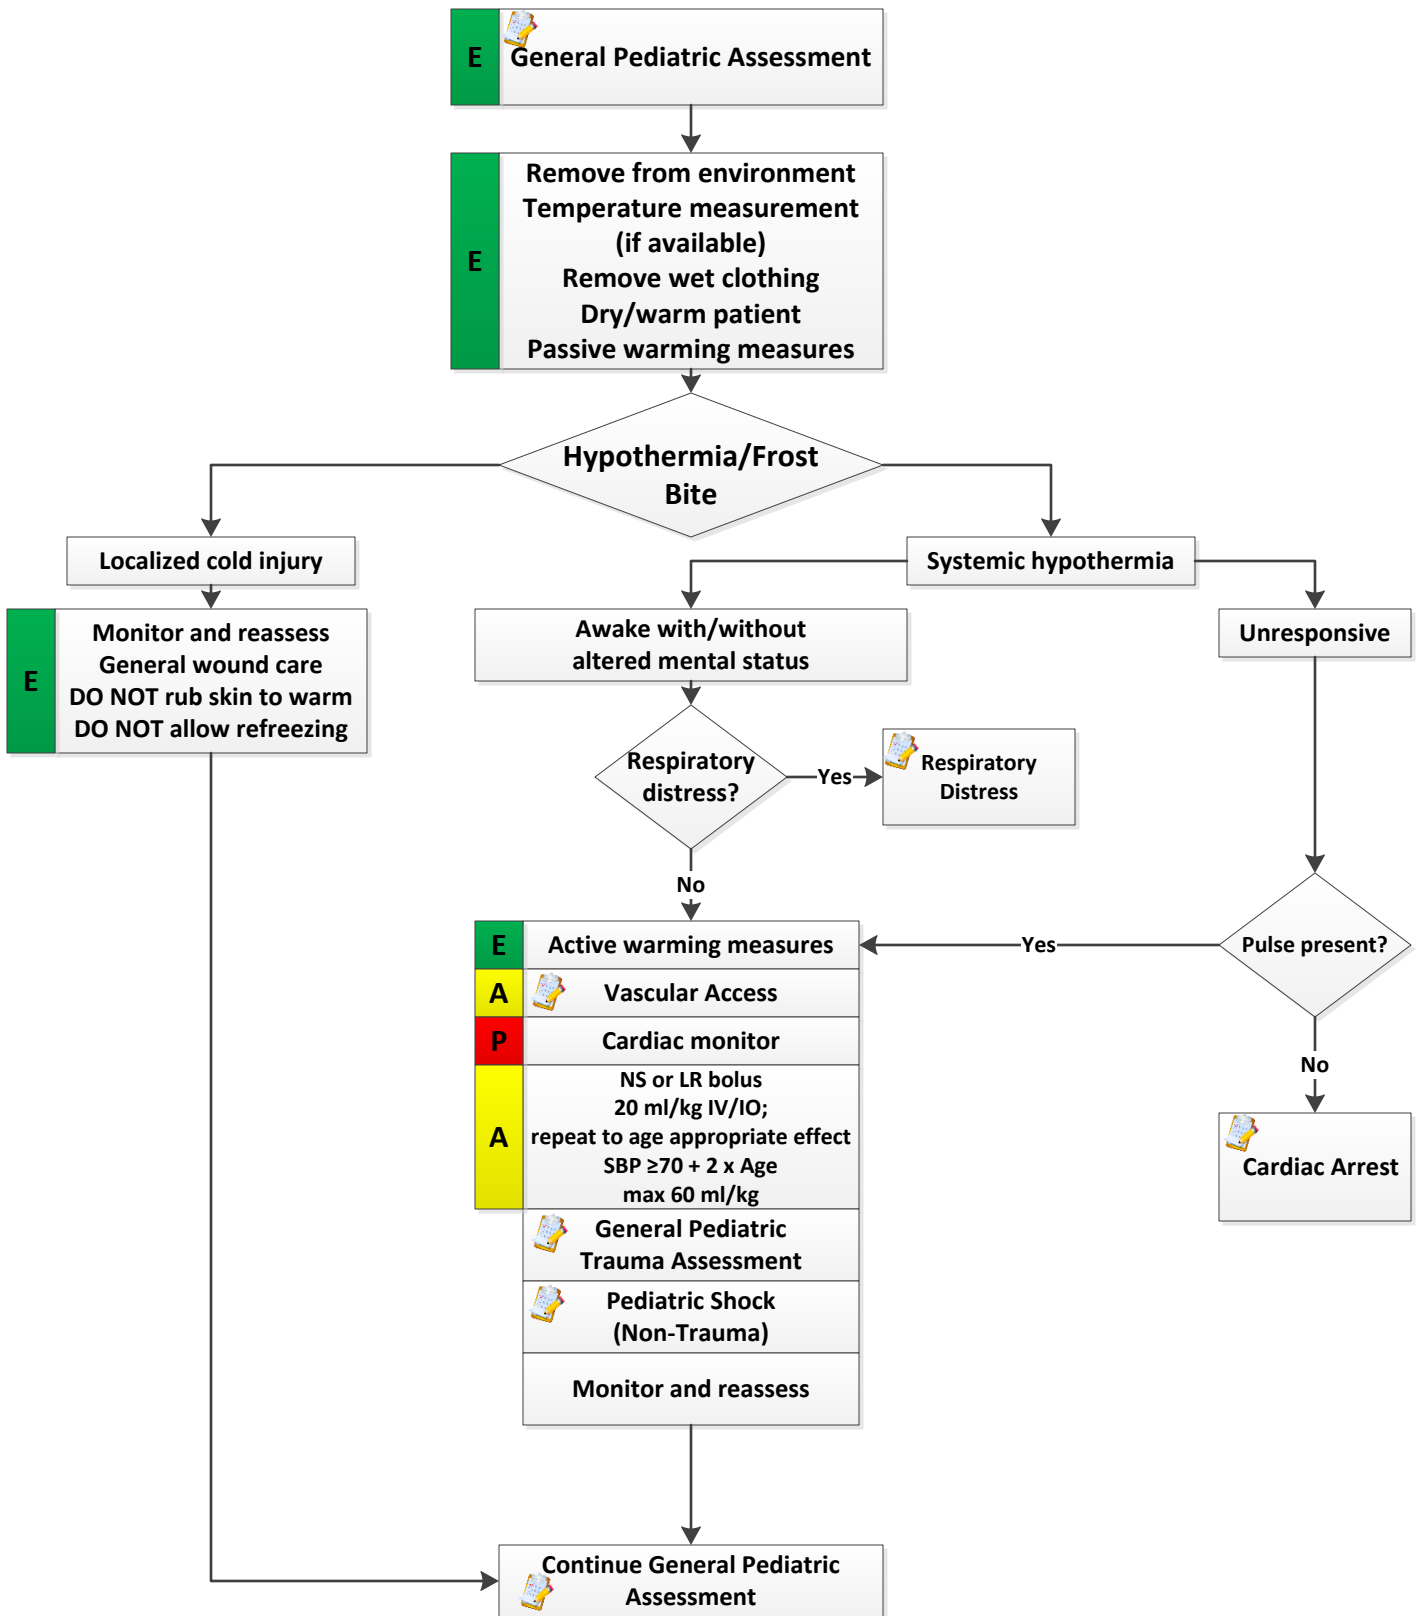 E
General Pediatric Assessment
E
Remove from environment
Temperature measurement
(if available)
Remove wet clothing
Dry/warm patient
Passive warming measures
Hypothermia/Frost
Bite
Localized cold injury
Systemic hypothermia
E
Monitor and reassess
General wound care
DO NOT rub skin to warm
DO NOT allow refreezing
Awake with/without
altered mental status
Unresponsive
Respiratory
distress?
Yes
Respiratory
Distress
No
E
Active warming measures
Yes
Pulse present?
A
Vascular Access
P
Cardiac monitor
No
A
NS or LR bolus
20 ml/kg IV/IO;
repeat to age appropriate effect
SBP ≥70 + 2 x Age
max 60 ml/kg
Cardiac Arrest
General Pediatric
Trauma Assessment
Pediatric Shock
(Non-Trauma)
Monitor and reassess
Continue General Pediatric
Assessment